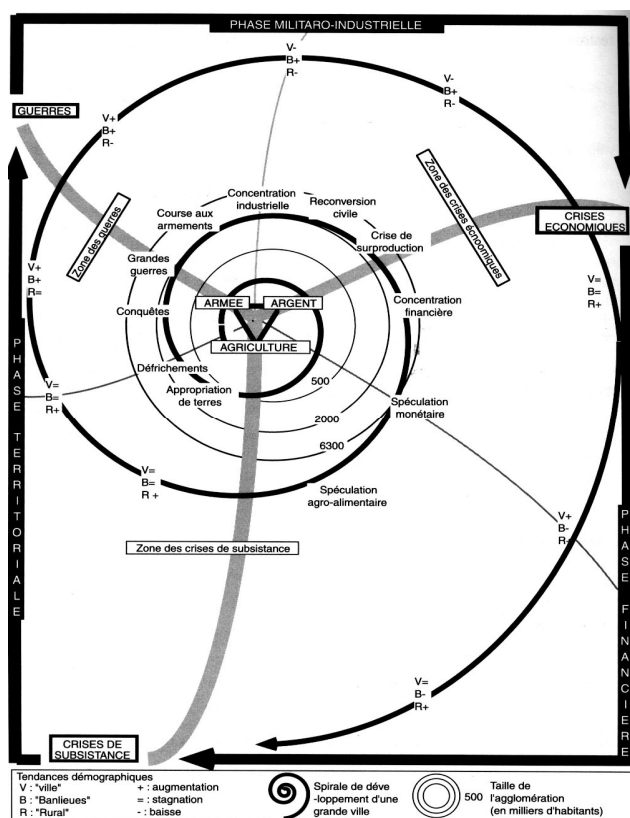 PHASE MILITARO-INDUSTRIELLE
V-
B+
R-
V-
B+
R-
GUERRES
V+
B+
R-
Zone des guerres
Zone des crises écnoomiques
Concentration
industrielle
Reconversion
civile
Course aux
armements
Crise de
surproduction
CRISES
ECONOMIQUES
Grandes
guerres
V+
B+
R=
V=
B=
R+
ARMEE
ARGENT
Conquêtes
Concentration
financière
AGRICULTURE
Défrichements
500
Appropriation
de terres
V=
B=
R+
Spéculation
monétaire
2000
6300
V=
B=
R +
Spéculation
agro-alimentaire
PHASE TERRITORIALE
PHASE FINANCIERE
V+
B-
R-
Zone des crises de subsistance
V=
B-
R+
CRISES DE
SUBSISTANCE
Tendances démographiques
V : "ville"
+ : augmentation
B : "Banlieues"
= : stagnation
R : "Rural"
- : baisse
Spirale de déve
-loppement d'une
grande ville
500
Taille de
l'agglomération
(en milliers d'habitants)